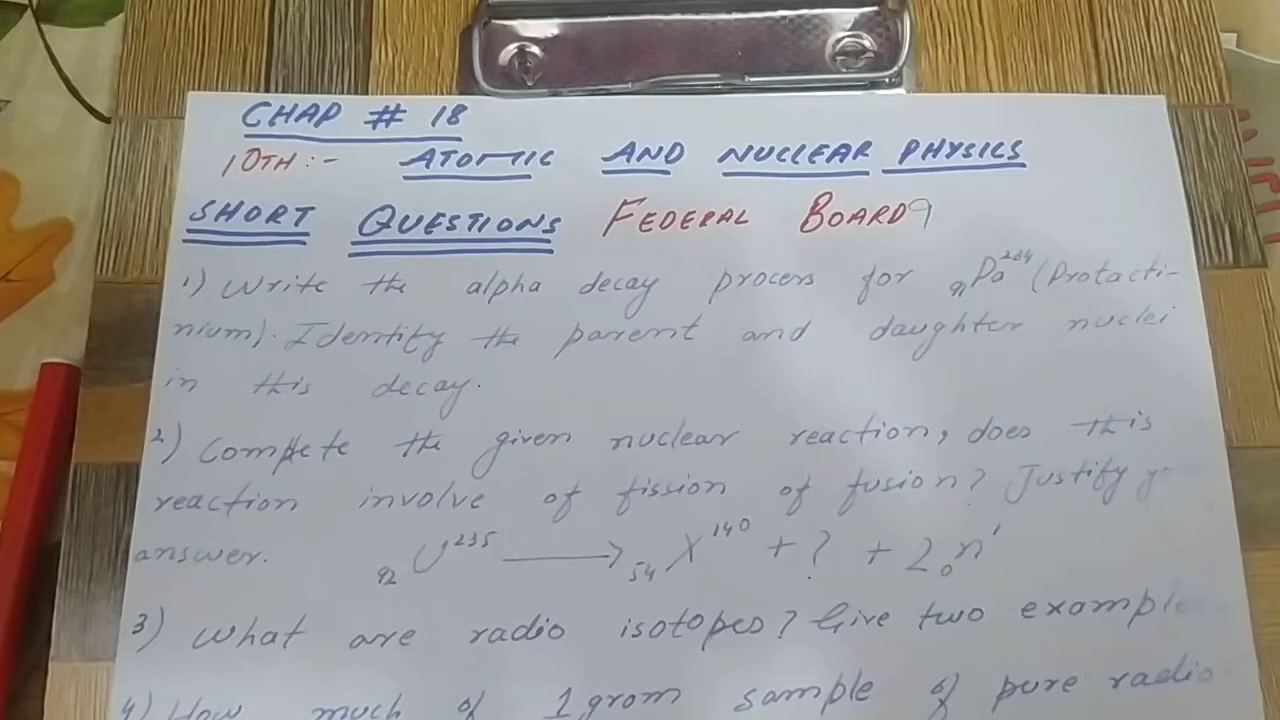 CHAP # 18
10TH:- ATOMIC AND NUCLEAR PHYSICS
SHORT QUESTIONS FEDERAL BOARD
1) Write the alpha decay process for 91Pa234 (Protacti-
nium). Identify the parent and daughter nuclei
in this decay.
2) Complete the given nuclear reaction, does this
reaction involve of fission of fusion? Justify
answer. 92U235 → 54X140 + ? + 2 0n1
3) What are radio isotopes? Give two example
4) How much of 1 gram sample of pure radio